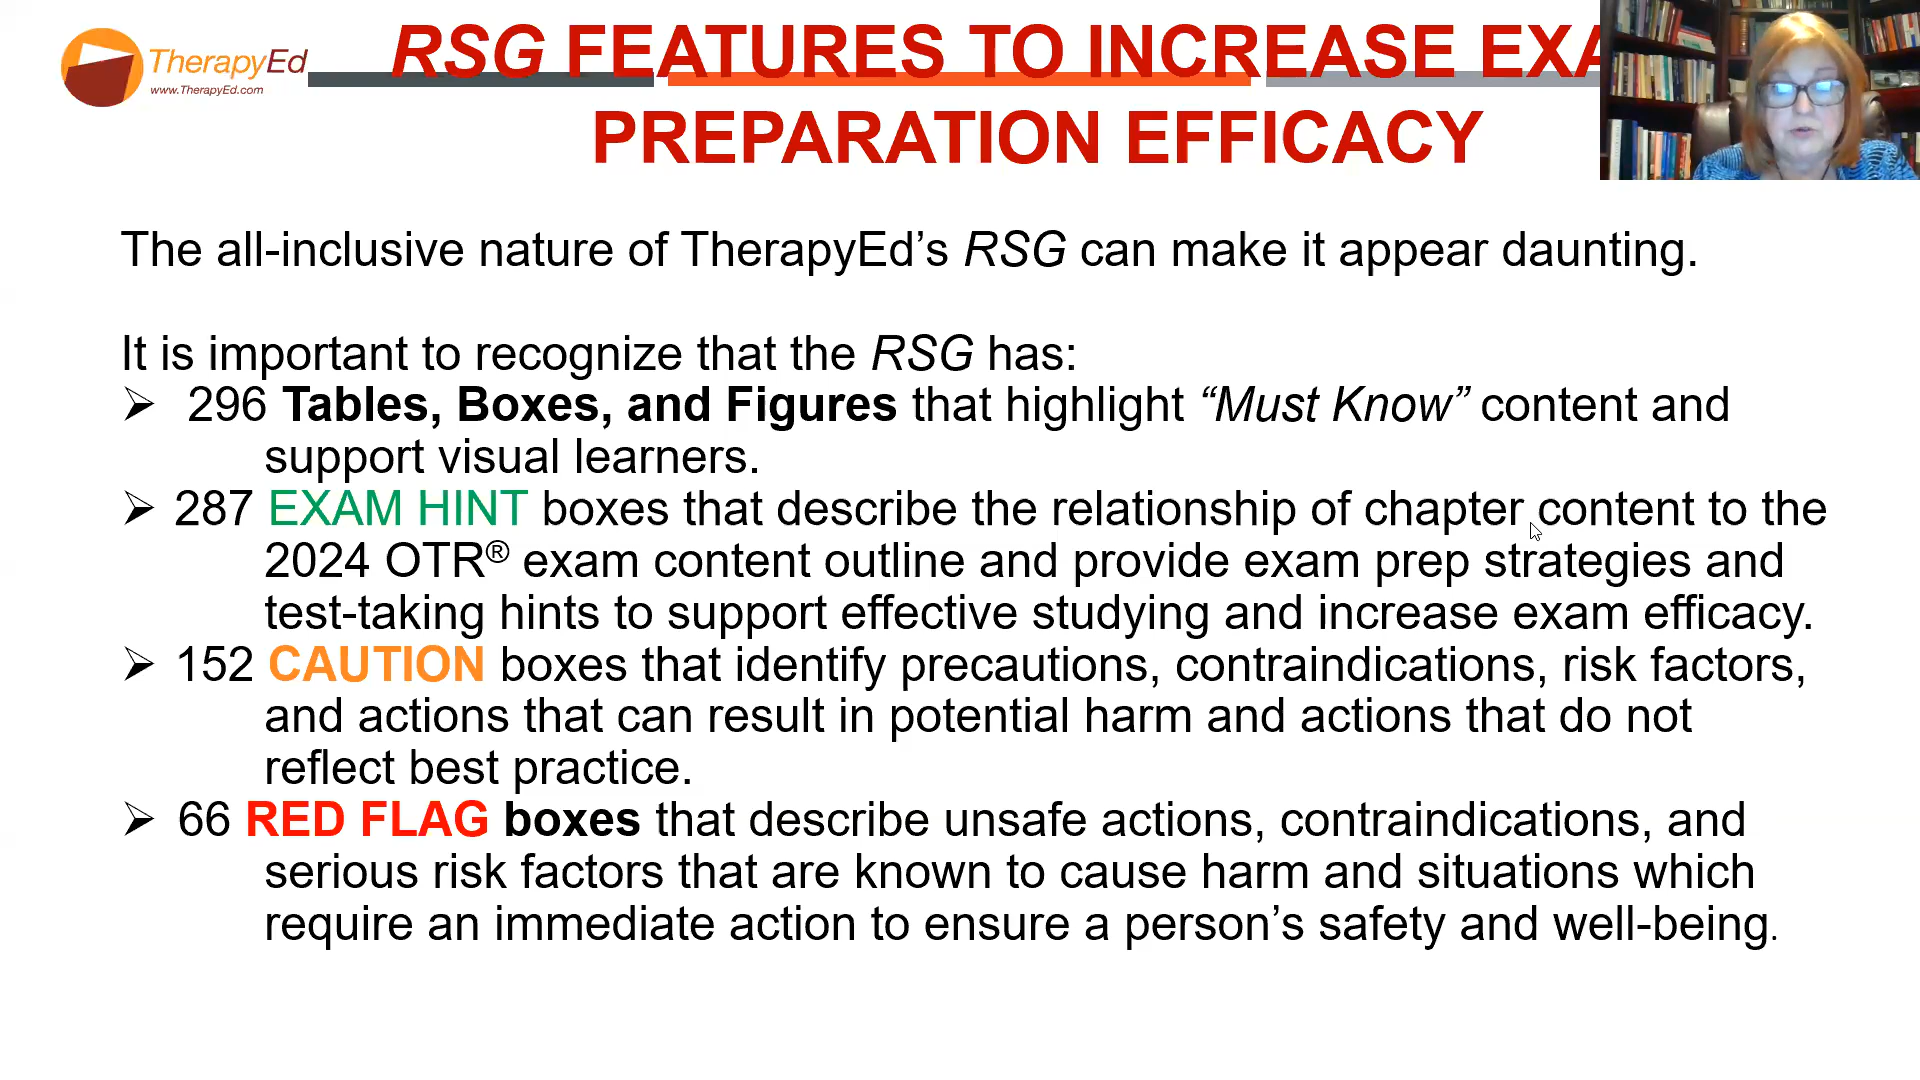 TherapyEd
www.TherapyEd.com
RSG FEATURES TO INCREASE EXA
PREPARATION EFFICACY
The all-inclusive nature of TherapyEd’s RSG can make it appear daunting.
It is important to recognize that the RSG has:
➢ 296 Tables, Boxes, and Figures that highlight “Must Know” content and
support visual learners.
➢ 287 EXAM HINT boxes that describe the relationship of chapter content to the
2024 OTR® exam content outline and provide exam prep strategies and
test-taking hints to support effective studying and increase exam efficacy.
➢ 152 CAUTION boxes that identify precautions, contraindications, risk factors,
and actions that can result in potential harm and actions that do not
reflect best practice.
➢ 66 RED FLAG boxes that describe unsafe actions, contraindications, and
serious risk factors that are known to cause harm and situations which
require an immediate action to ensure a person’s safety and well-being.